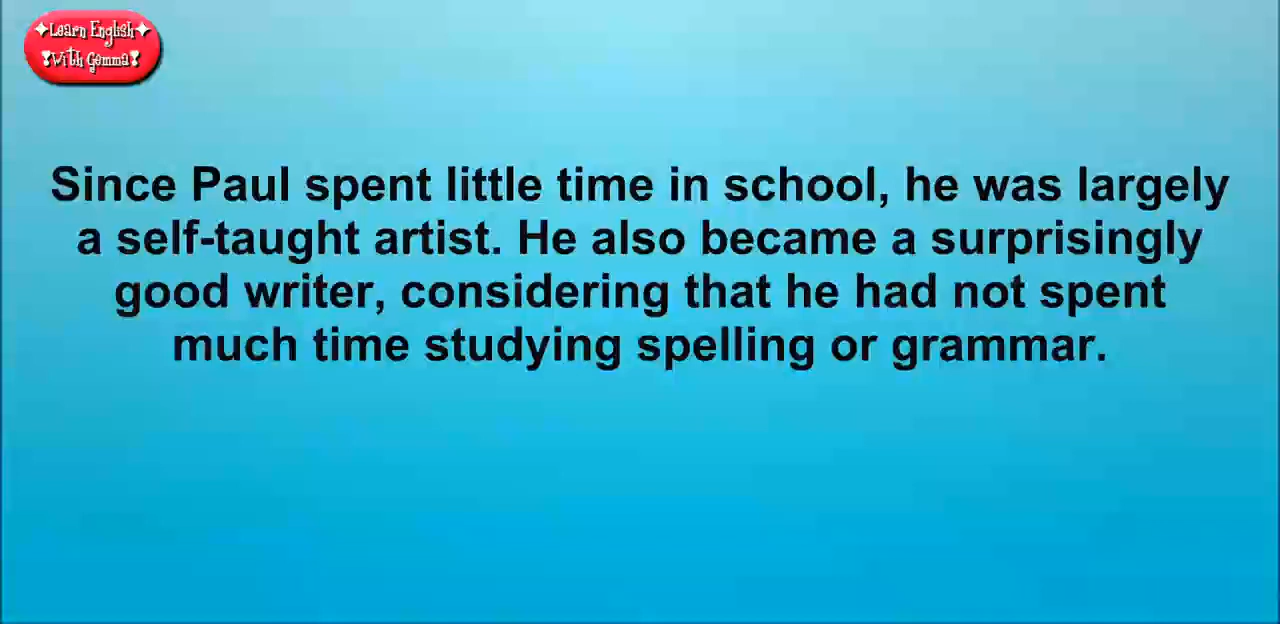 ✦Learn English✦
❣With Gemma❣
Since Paul spent little time in school, he was largely
a self-taught artist. He also became a surprisingly
good writer, considering that he had not spent
much time studying spelling or grammar.